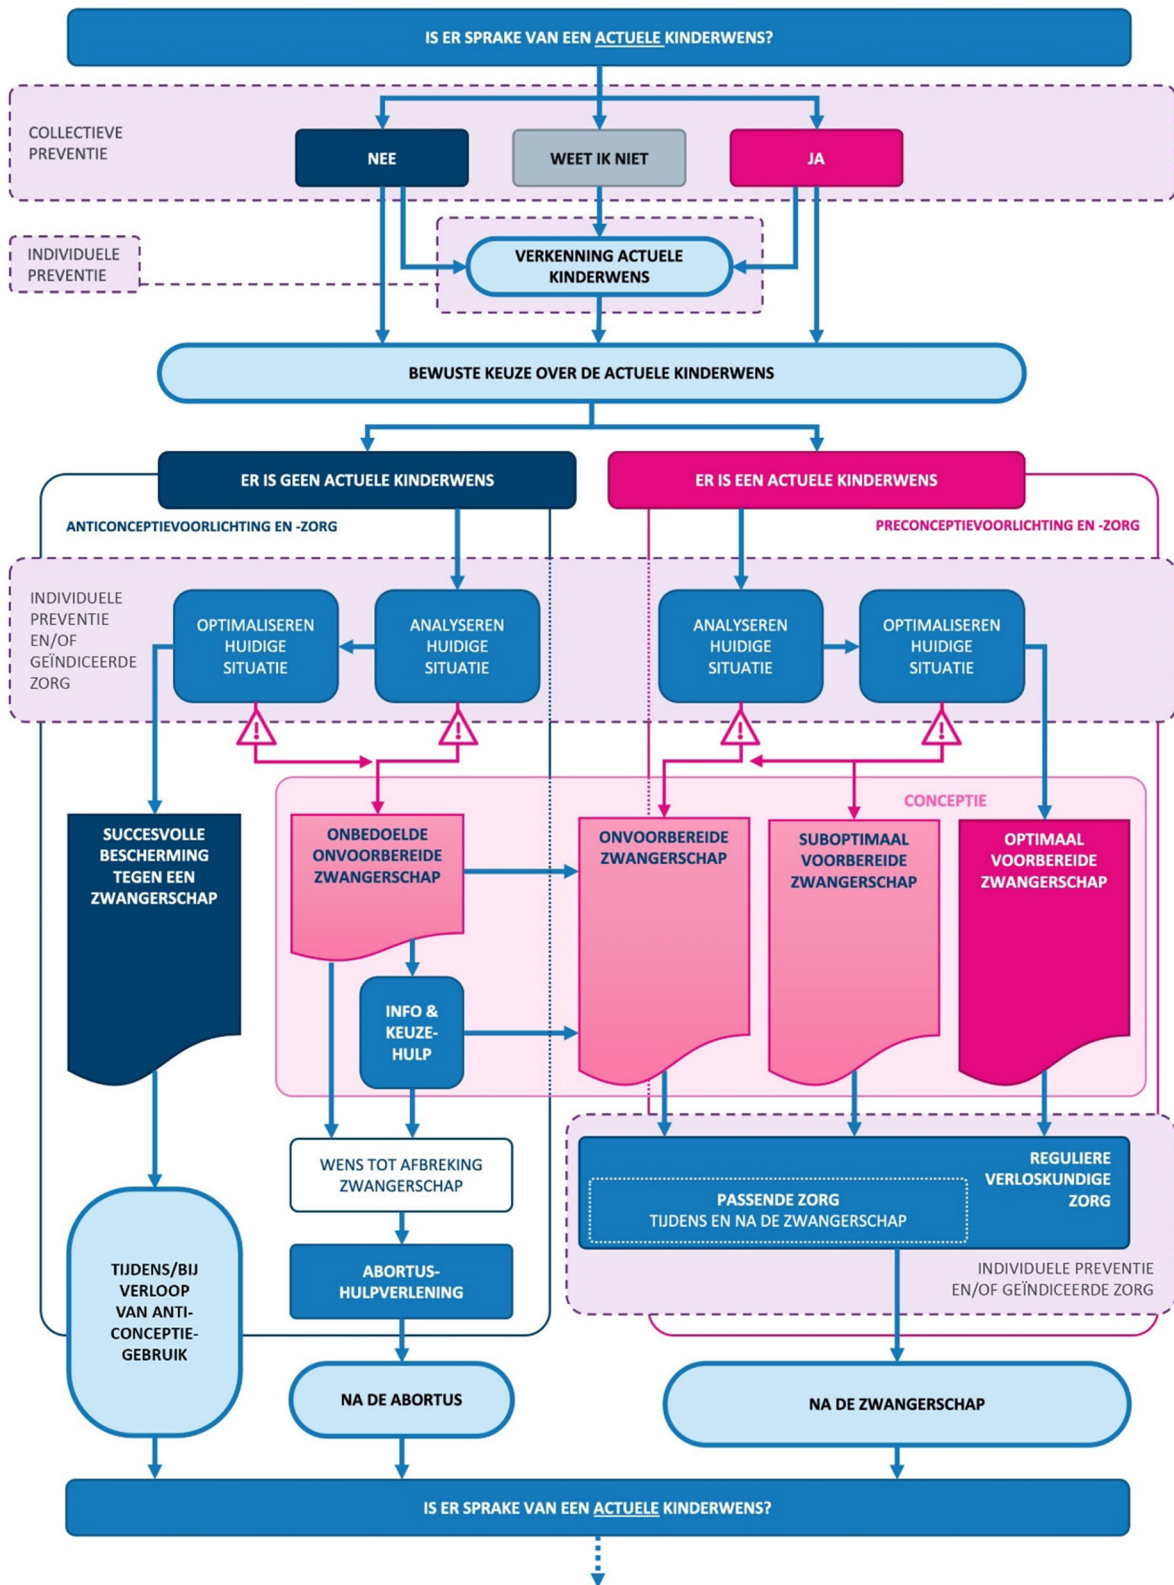 IS ER SPRAKE VAN EEN ACTUELE KINDERWENS?
COLLECTIEVE
PREVENTIE
NEE
WEET IK NIET
JA
INDIVIDUELE
PREVENTIE
VERKENNING ACTUELE
KINDERWENS
BEWUSTE KEUZE OVER DE ACTUELE KINDERWENS
ER IS GEEN ACTUELE KINDERWENS
ER IS EEN ACTUELE KINDERWENS
ANTICONCEPTIEVOORLICHTING EN -ZORG
PRECONCEPTIEVOORLICHTING EN -ZORG
INDIVIDUELE
PREVENTIE
EN/OF
GEÏNDICEERDE
ZORG
OPTIMALISEREN
HUIDIGE
SITUATIE
ANALYSEREN
HUIDIGE
SITUATIE
ANALYSEREN
HUIDIGE
SITUATIE
OPTIMALISEREN
HUIDIGE
SITUATIE
!
!
!
!
CONCEPTIE
SUCCESVOLLE
BESCHERMING
TEGEN EEN
ZWANGERSCHAP
ONBEDOELDE
ONVOORBEREIDE
ZWANGERSCHAP
ONVOORBEREIDE
ZWANGERSCHAP
SUBOPTIMAAL
VOORBEREIDE
ZWANGERSCHAP
OPTIMAAL
VOORBEREIDE
ZWANGERSCHAP
INFO &
KEUZE-
HULP
WENS TOT AFBREKING
ZWANGERSCHAP
REGULIERE
VERLOSKUNDIGE
ZORG
PASSENDE ZORG
TIJDENS EN NA DE ZWANGERSCHAP
ABORTUS-
HULPVERLENING
INDIVIDUELE PREVENTIE
EN/OF GEÏNDICEERDE ZORG
TIJDENS/BIJ
VERLOOP
VAN ANTI-
CONCEPTIE-
GEBRUIK
NA DE ABORTUS
NA DE ZWANGERSCHAP
IS ER SPRAKE VAN EEN ACTUELE KINDERWENS?